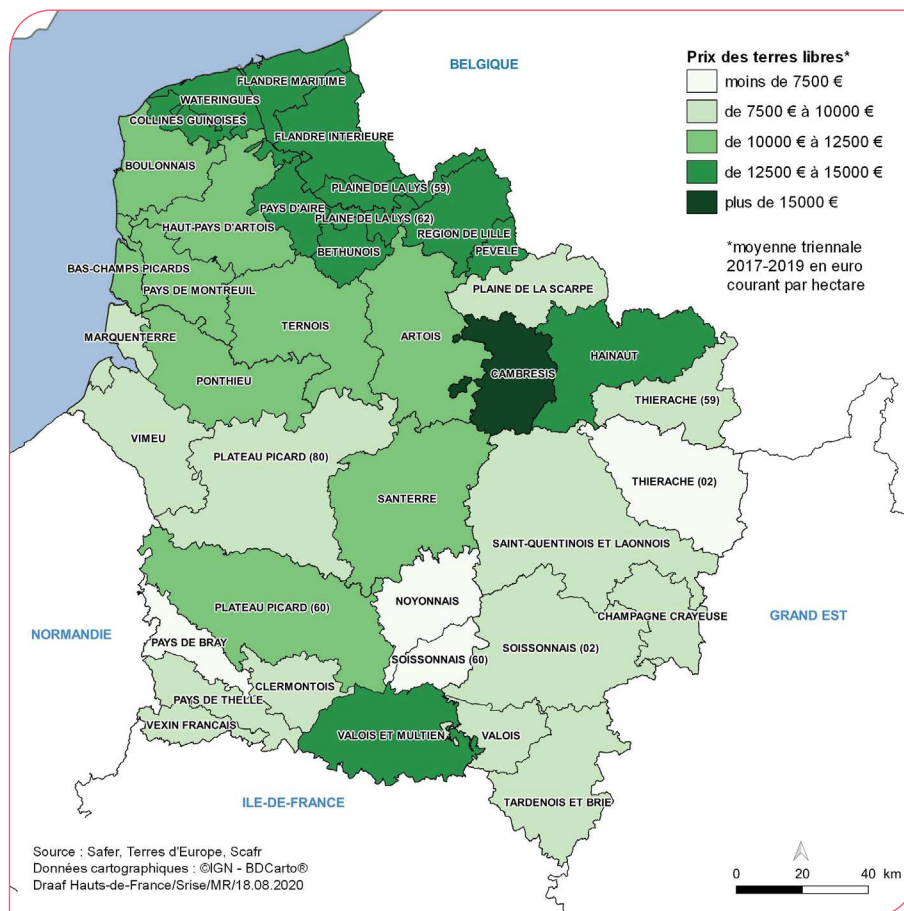 BELGIQUE
Prix des terres libres*
moins de 7500 €
de 7500 € à 10000 €
de 10000 € à 12500 €
de 12500 € à 15000 €
plus de 15000 €
*moyenne triennale
2017-2019 en euro
courant par hectare
FLANDRE MARITIME
WATERINGUES
COLLINES GUINOISES
FLANDRE INTERIEURE
BOULONNAIS
PLAINE DE LA LYS (59)
PAYS D'AIRE
PLAINE DE LA LYS (62)
HAUT-PAYS D'ARTOIS
REGION DE LILLE
BETHUNOIS
PEVELE
BAS-CHAMPS PICARDS
PAYS DE MONTREUIL
PLAINE DE LA SCARPE
TERNOIS
MARQUENTERRE
ARTOIS
HAINAUT
CAMBRESIS
PONTHIEU
THIERACHE (59)
VIMEU
PLATEAU PICARD (80)
THIERACHE (02)
SANTERRE
SAINT-QUENTINOIS ET LAONNOIS
NOYONNAIS
PLATEAU PICARD (60)
CHAMPAGNE CRAYEUSE
GRAND EST
NORMANDIE
PAYS DE BRAY
SOISSONNAIS (60)
SOISSONNAIS (02)
CLERMONTOIS
PAYS DE THELLE
VEXIN FRANCAIS
VALOIS ET MULTIEN
VALOIS
ILE-DE-FRANCE
TARDENOIS ET BRIE
Source : Safer, Terres d'Europe, Scafr
Données cartographiques : ©IGN - BDCarto®
Draaf Hauts-de-France/Srise/MR/18.08.2020
0 20 40 km